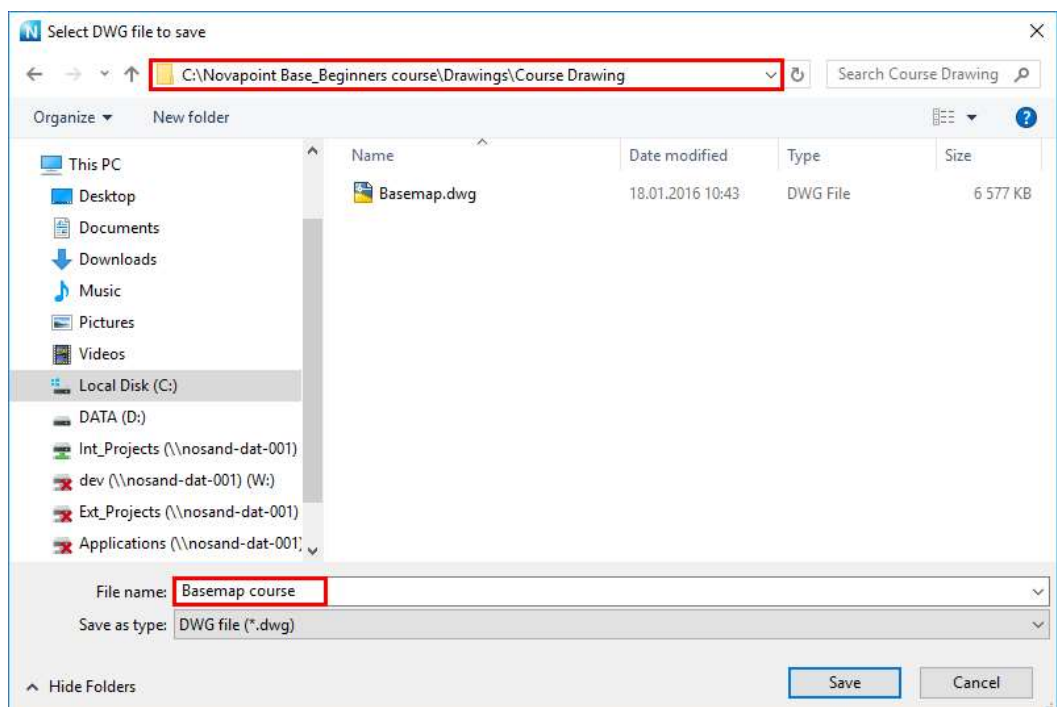 N Select DWG file to save
C:\Novapoint Base_Beginners course\Drawings\Course Drawing
Search Course Drawing
Organize New folder
?
Name Date modified Type Size
Basemap.dwg 18.01.2016 10:43 DWG File 6 577 KB
This PC
Desktop
Documents
Downloads
Music
Pictures
Videos
Local Disk (C:)
DATA (D:)
Int_Projects (\\nosand-dat-001)
dev (\\nosand-dat-001) (W:)
Ext_Projects (\\nosand-dat-001)
Applications (\\nosand-dat-001)
File name: Basemap course
Save as type: DWG file (*.dwg)
Hide Folders Save Cancel